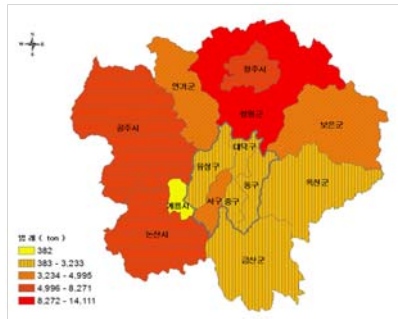 청주시
연기군
청원군
보은군
공주시
대덕구
유성구
동구
옥천군
계룡시
서구
중구
논산시
금산군
범 례 ( ton )
382
383 - 3,233
3,234 - 4,995
4,996 - 8,271
8,272 - 14,111